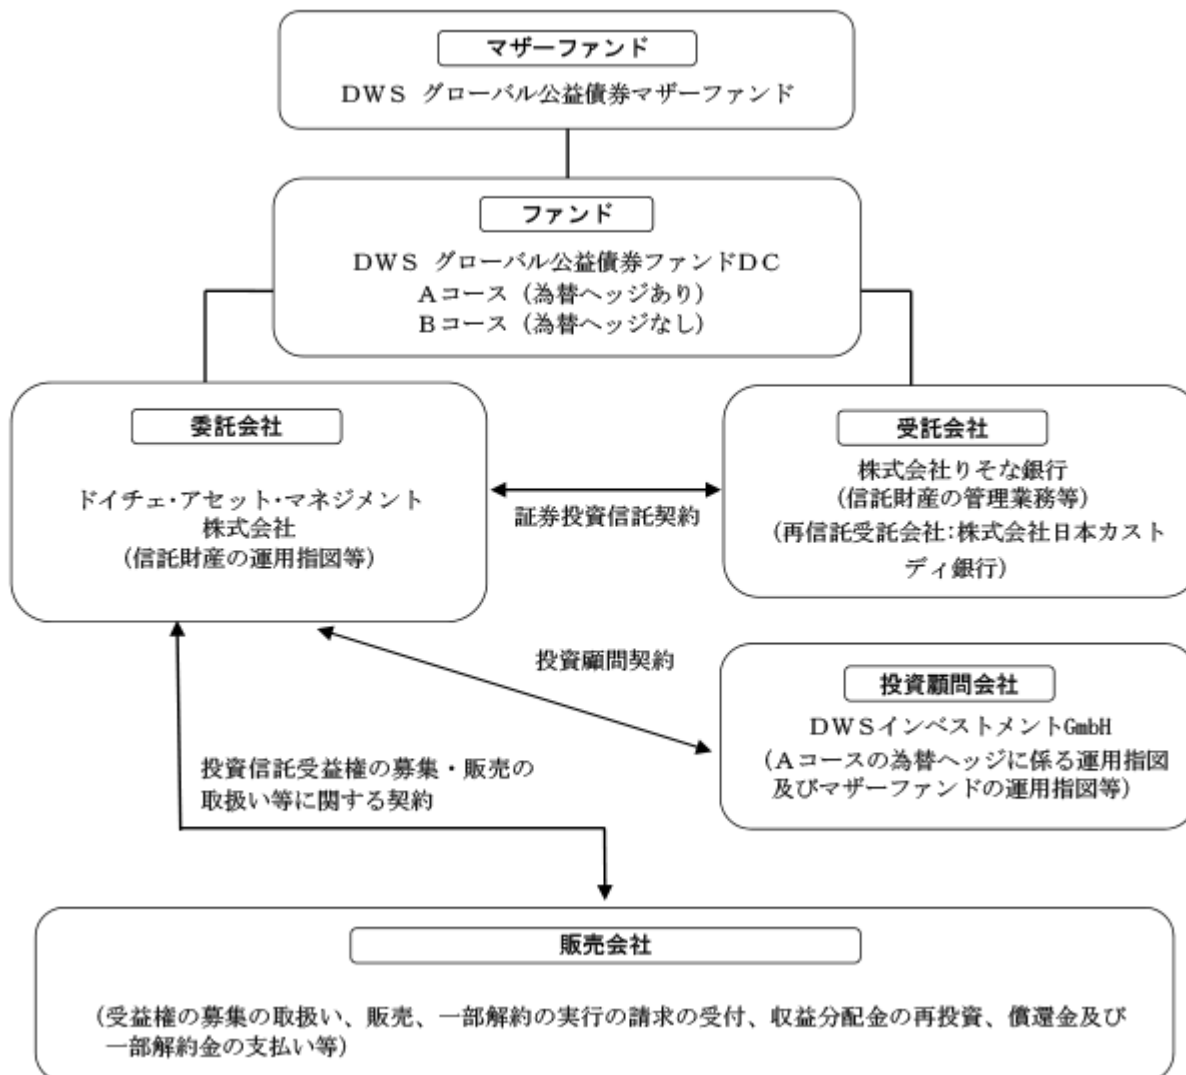 マザーファンド
DWS グローバル公益債券マザーファンド
ファンド
DWS グローバル公益債券ファンドDC
Aコース（為替ヘッジあり）
Bコース（為替ヘッジなし）
委託会社
ドイチェ･アセット･マネジメント
株式会社
（信託財産の運用指図等）
証券投資信託契約
受託会社
株式会社りそな銀行
（信託財産の管理業務等）
（再信託受託会社:株式会社日本カスト
ディ銀行）
投資顧問契約
投資顧問会社
DWSインベストメントGmbH
（Aコースの為替ヘッジに係る運用指図
及びマザーファンドの運用指図等）
投資信託受益権の募集・販売の
取扱い等に関する契約
販売会社
（受益権の募集の取扱い、販売、一部解約の実行の請求の受付、収益分配金の再投資、償還金及び
一部解約金の支払い等）